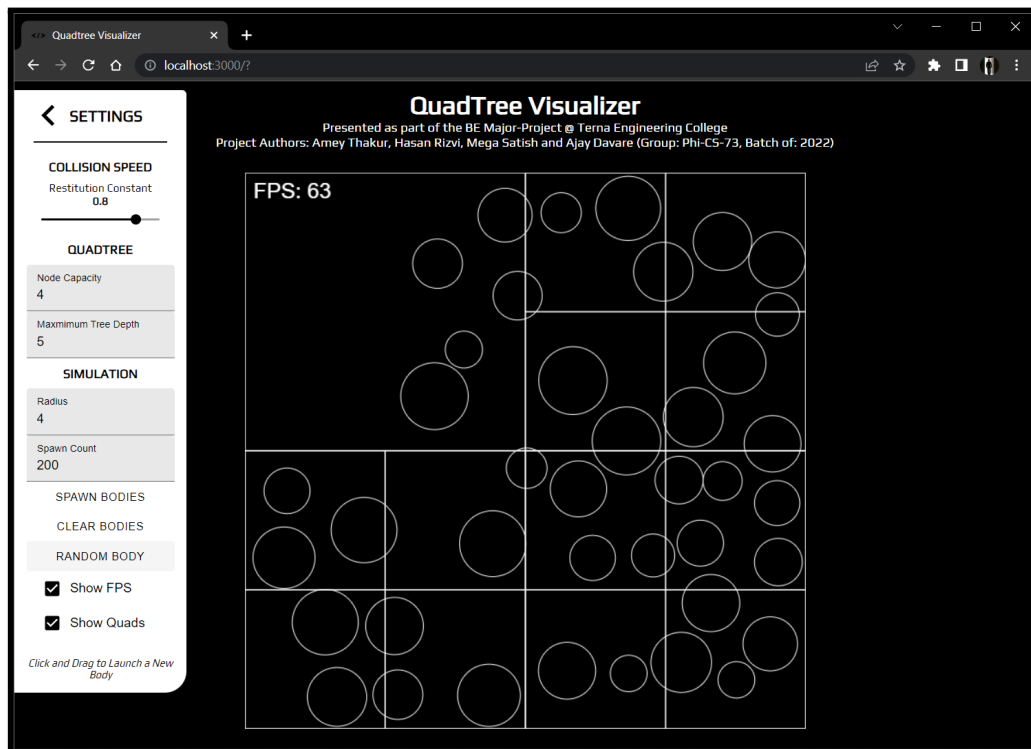 Quadtree Visualizer
localhost:3000/?
SETTINGS
COLLISION SPEED
Restitution Constant
0.8
QUADTREE
Node Capacity
4
Maxmimum Tree Depth
5
SIMULATION
Radius
4
Spawn Count
200
SPAWN BODIES
CLEAR BODIES
RANDOM BODY
Show FPS
Show Quads
Click and Drag to Launch a New
Body
QuadTree Visualizer
Presented as part of the BE Major-Project @ Terna Engineering College
Project Authors: Amey Thakur, Hasan Rizvi, Mega Satish and Ajay Davare (Group: Phi-CS-73, Batch of: 2022)
FPS: 63